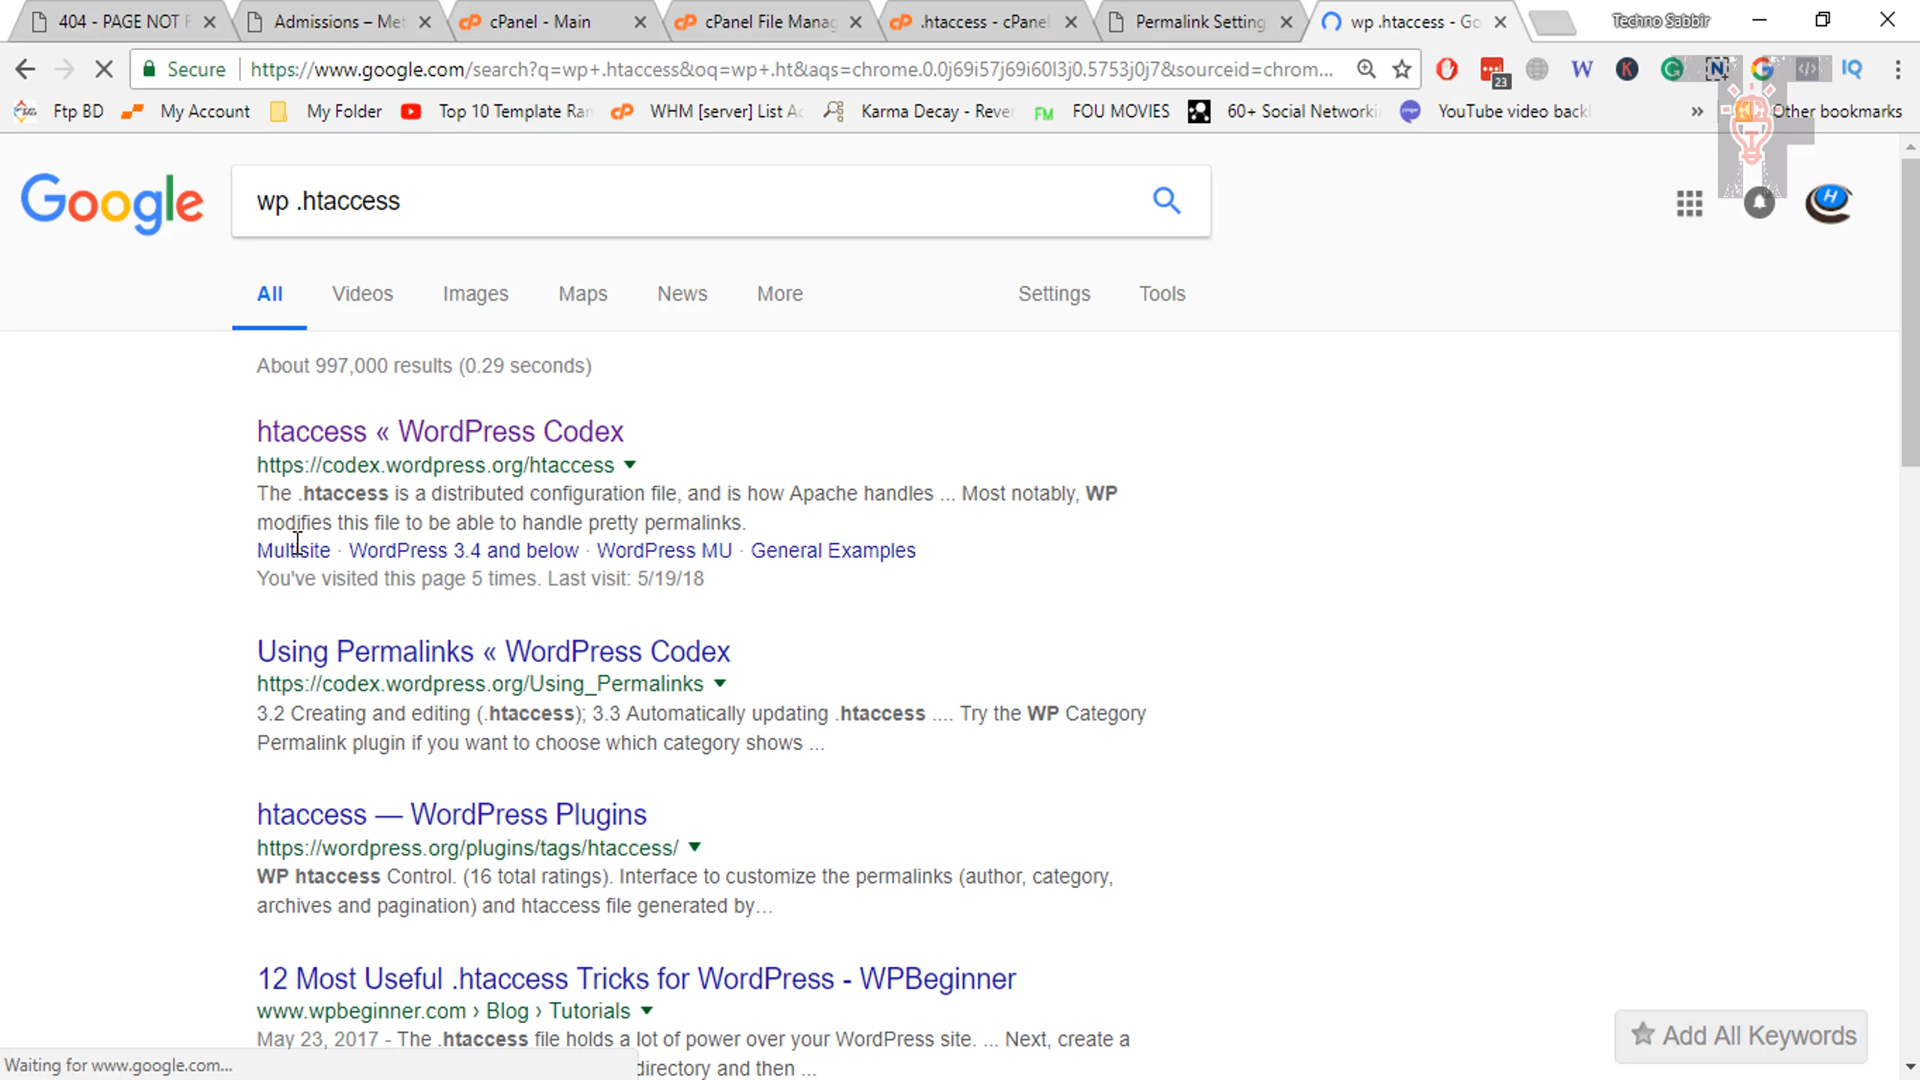 404 - PAGE NOT F
Admissions – Met
cPanel - Main
cPanel File Manag
.htaccess - cPanel
Permalink Setting
wp .htaccess - Go
Techno Sabbir
Secure
https://www.google.com/search?q=wp+.htaccess&oq=wp+.ht&aqs=chrome.0.0j69i57j69i60l3j0.5753j0j7&sourceid=chrom...
23
Ftp BD
My Account
My Folder
Top 10 Template Ran
WHM [server] List Ac
Karma Decay - Reve
FOU MOVIES
60+ Social Networki
YouTube video back
»
Other bookmarks
Google
wp .htaccess
All
Videos
Images
Maps
News
More
Settings
Tools
About 997,000 results (0.29 seconds)
htaccess « WordPress Codex
https://codex.wordpress.org/htaccess
The .htaccess is a distributed configuration file, and is how Apache handles ... Most notably, WP
modifies this file to be able to handle pretty permalinks.
Multisite · WordPress 3.4 and below · WordPress MU · General Examples
You've visited this page 5 times. Last visit: 5/19/18
Using Permalinks « WordPress Codex
https://codex.wordpress.org/Using_Permalinks
3.2 Creating and editing (.htaccess); 3.3 Automatically updating .htaccess .... Try the WP Category
Permalink plugin if you want to choose which category shows ...
htaccess — WordPress Plugins
https://wordpress.org/plugins/tags/htaccess/
WP htaccess Control. (16 total ratings). Interface to customize the permalinks (author, category,
archives and pagination) and htaccess file generated by...
12 Most Useful .htaccess Tricks for WordPress - WPBeginner
www.wpbeginner.com › Blog › Tutorials
May 23, 2017 - The .htaccess file holds a lot of power over your WordPress site. ... Next, create a
directory and then ...
Add All Keywords
Waiting for www.google.com...